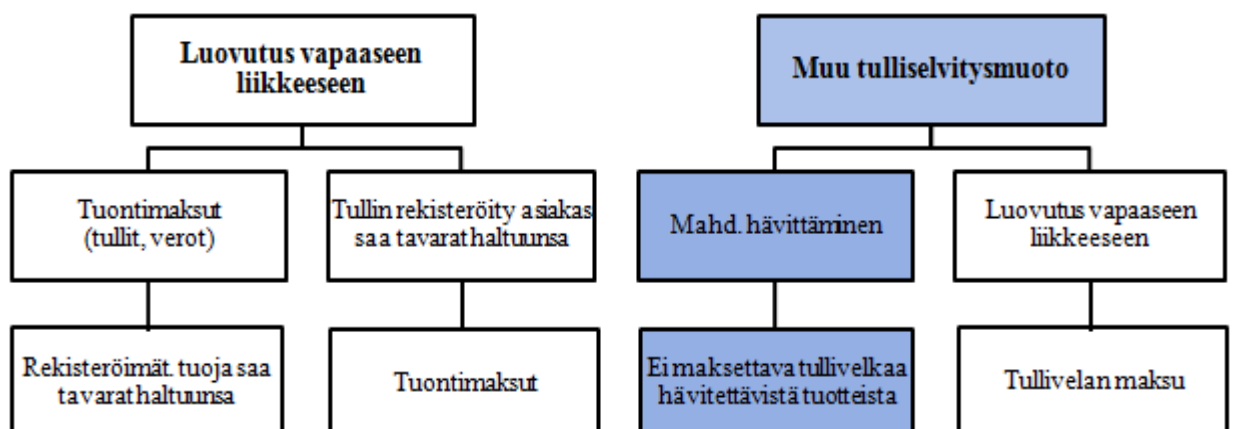 Luovutus vapaaseen
liikkeeseen
Muu tulliselvitysmuoto
Tuontimaksut
(tullit, verot)
Tullin rekisteröity asiakas
saa tavarat haltuunsa
Mahd. hävittäminen
Luovutus vapaaseen
liikkeeseen
Rekisteröimät. tuoja saa
tavarat haltuunsa
Tuontimaksut
Ei maksettava tullivelkaa
hävitettävistä tuotteista
Tullivelan maksu